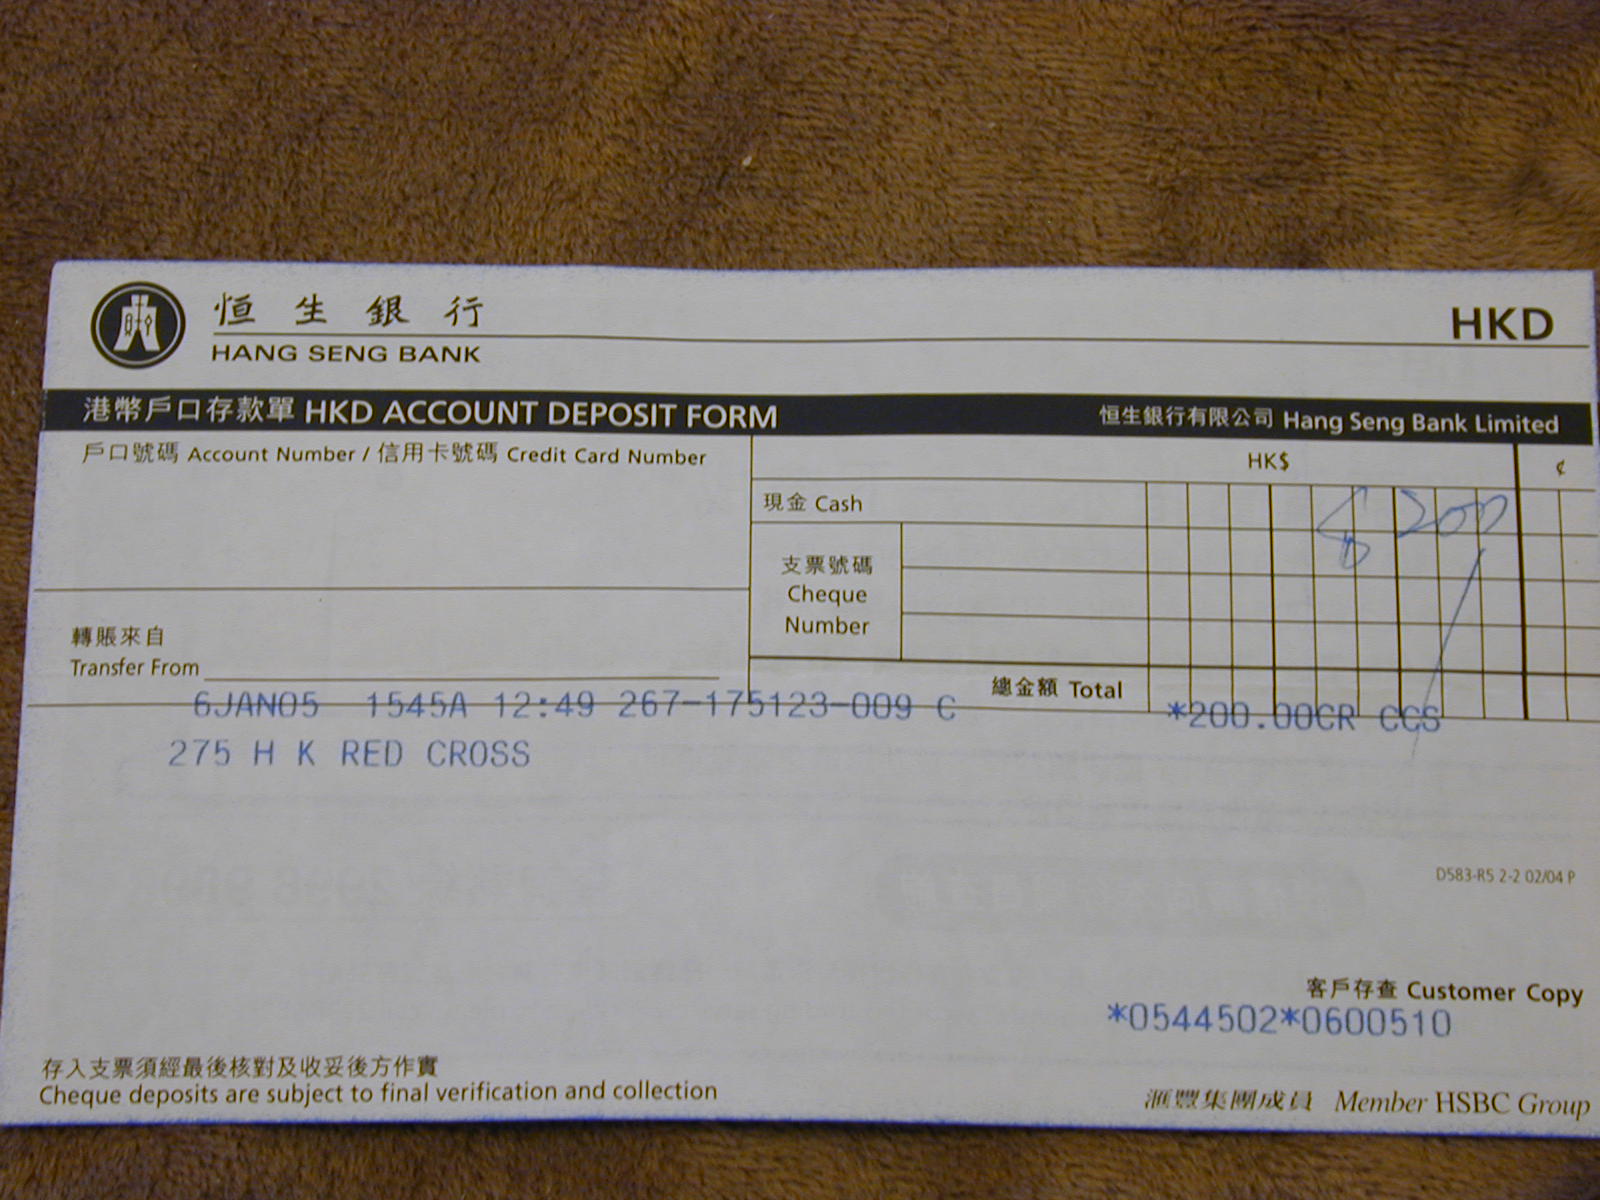 恒生銀行
HANG SENG BANK
HKD
港幣戶口存款單 HKD ACCOUNT DEPOSIT FORM
恒生銀行有限公司 Hang Seng Bank Limited
戶口號碼 Account Number / 信用卡號碼 Credit Card Number
HK$ ¢
現金 Cash
$ 200
支票號碼
Cheque
Number
轉賬來自
Transfer From
總金額 Total
6JAN05 1545A 12:49 267-175123-009 C *200.00CR CCS
275 H K RED CROSS
D583-R5 2-2 02/04 P
客戶存查 Customer Copy
*0544502*0600510
存入支票須經最後核對及收妥後方作實
Cheque deposits are subject to final verification and collection
滙豐集團成員 Member HSBC Group